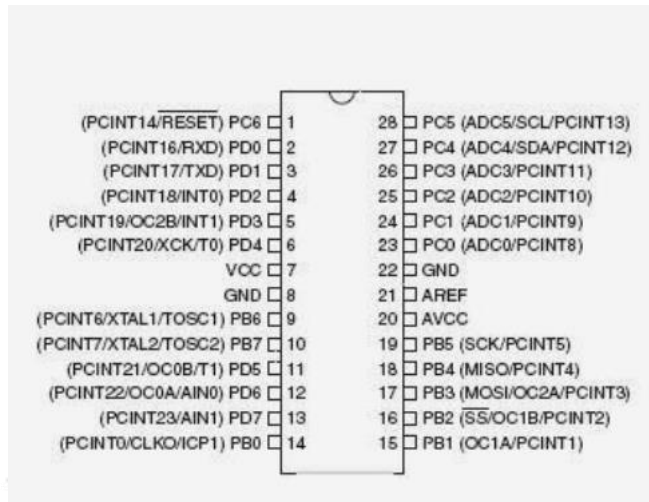 (PCINT14/RESET) PC6 1 28 PC5 (ADC5/SCL/PCINT13)
(PCINT16/RXD) PD0 2 27 PC4 (ADC4/SDA/PCINT12)
(PCINT17/TXD) PD1 3 26 PC3 (ADC3/PCINT11)
(PCINT18/INT0) PD2 4 25 PC2 (ADC2/PCINT10)
(PCINT19/OC2B/INT1) PD3 5 24 PC1 (ADC1/PCINT9)
(PCINT20/XCK/T0) PD4 6 23 PC0 (ADC0/PCINT8)
VCC 7 22 GND
GND 8 21 AREF
(PCINT6/XTAL1/TOSC1) PB6 9 20 AVCC
(PCINT7/XTAL2/TOSC2) PB7 10 19 PB5 (SCK/PCINT5)
(PCINT21/OC0B/T1) PD5 11 18 PB4 (MISO/PCINT4)
(PCINT22/OC0A/AIN0) PD6 12 17 PB3 (MOSI/OC2A/PCINT3)
(PCINT23/AIN1) PD7 13 16 PB2 (SS/OC1B/PCINT2)
(PCINT0/CLKO/ICP1) PB0 14 15 PB1 (OC1A/PCINT1)